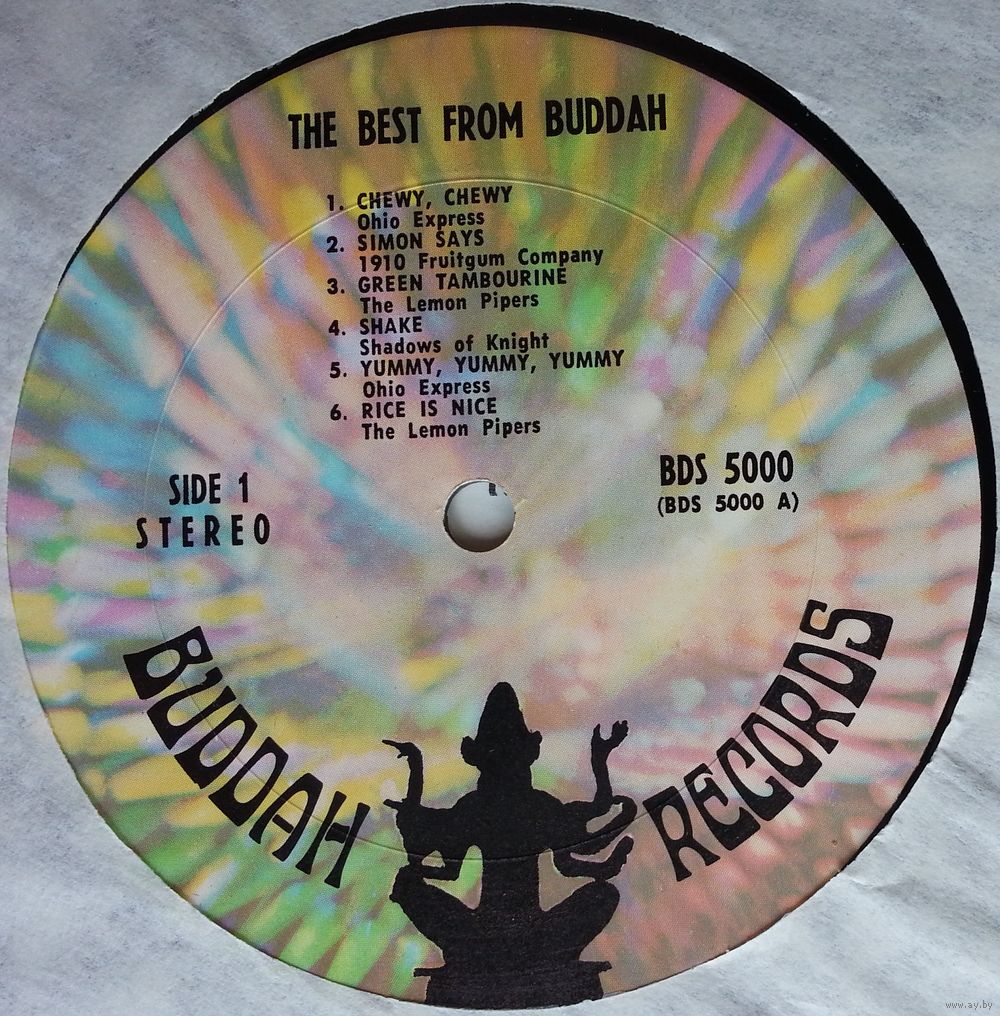 THE BEST FROM BUDDAH
1. CHEWY, CHEWY
Ohio Express
2. SIMON SAYS
1910 Fruitgum Company
3. GREEN TAMBOURINE
The Lemon Pipers
4. SHAKE
Shadows of Knight
5. YUMMY, YUMMY, YUMMY
Ohio Express
6. RICE IS NICE
The Lemon Pipers
SIDE 1
STEREO
BDS 5000
(BDS 5000 A)
BUDDAH RECORDS
www.ay.by